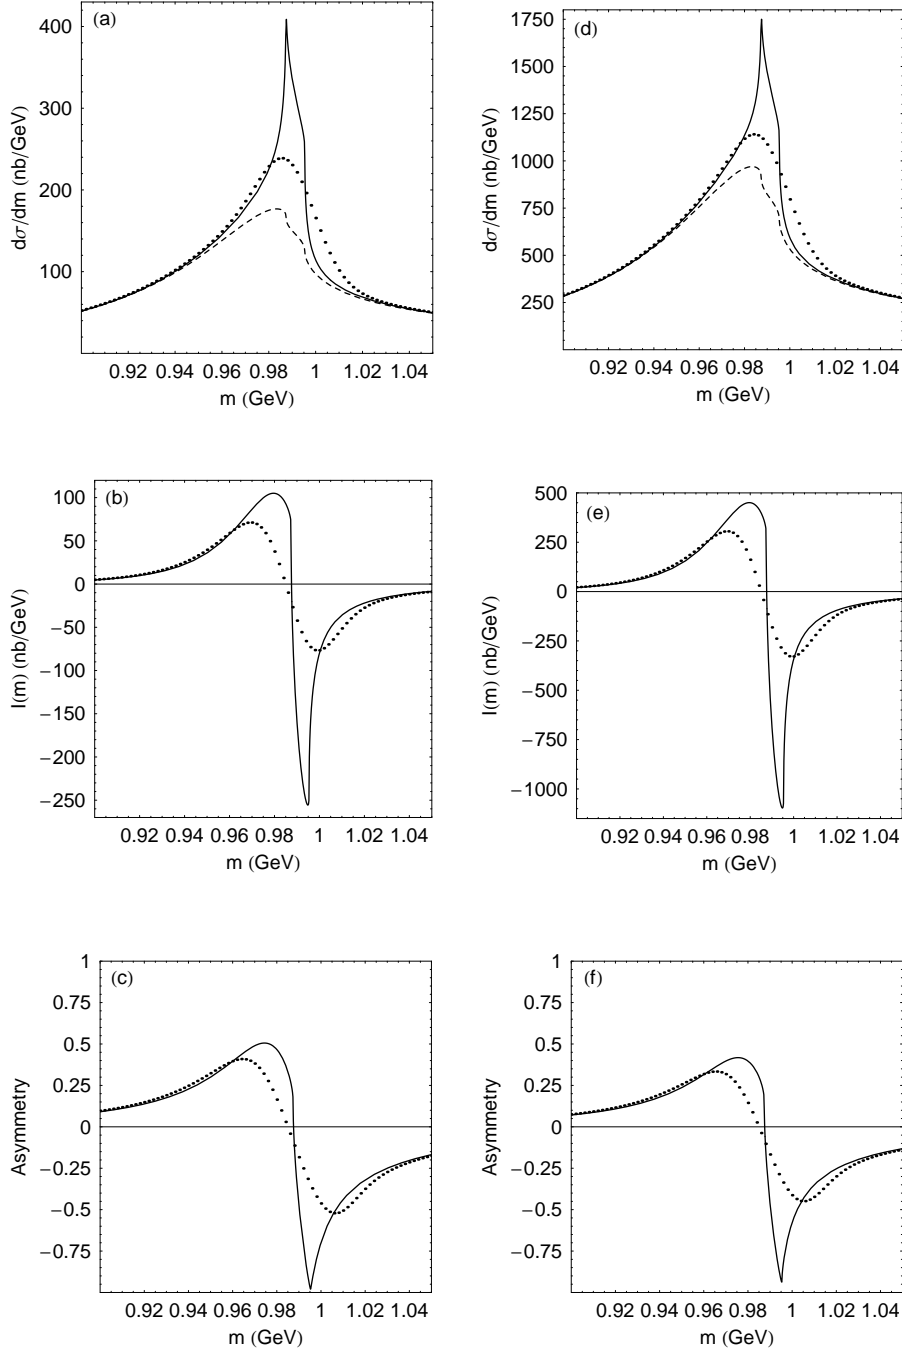 (a)
dσ/dm (nb/GeV)
400
300
200
100
0.92 0.94 0.96 0.98 1 1.02 1.04
m (GeV)
(d)
dσ/dm (nb/GeV)
1750
1500
1250
1000
750
500
250
0.92 0.94 0.96 0.98 1 1.02 1.04
m (GeV)
(b)
I(m) (nb/GeV)
100
50
0
−50
−100
−150
−200
−250
0.92 0.94 0.96 0.98 1 1.02 1.04
m (GeV)
(e)
I(m) (nb/GeV)
500
250
0
−250
−500
−750
−1000
0.92 0.94 0.96 0.98 1 1.02 1.04
m (GeV)
(c)
Asymmetry
1
0.75
0.5
0.25
0
−0.25
−0.5
−0.75
0.92 0.94 0.96 0.98 1 1.02 1.04
m (GeV)
(f)
Asymmetry
1
0.75
0.5
0.25
0
−0.25
−0.5
−0.75
0.92 0.94 0.96 0.98 1 1.02 1.04
m (GeV)